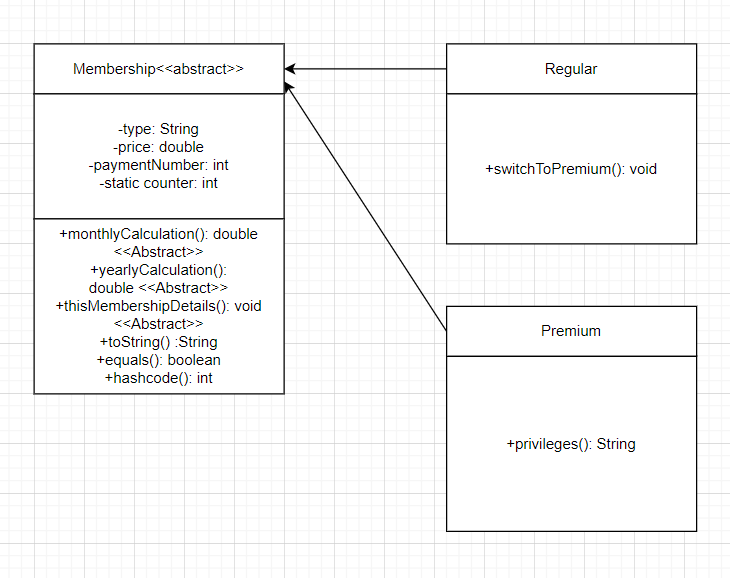 Membership<<abstract>>
-type: String
-price: double
-paymentNumber: int
-static counter: int
+monthlyCalculation(): double
<<Abstract>>
+yearlyCalculation():
double <<Abstract>>
+thisMembershipDetails(): void
<<Abstract>>
+toString() :String
+equals(): boolean
+hashcode(): int
Regular
+switchToPremium(): void
Premium
+privileges(): String